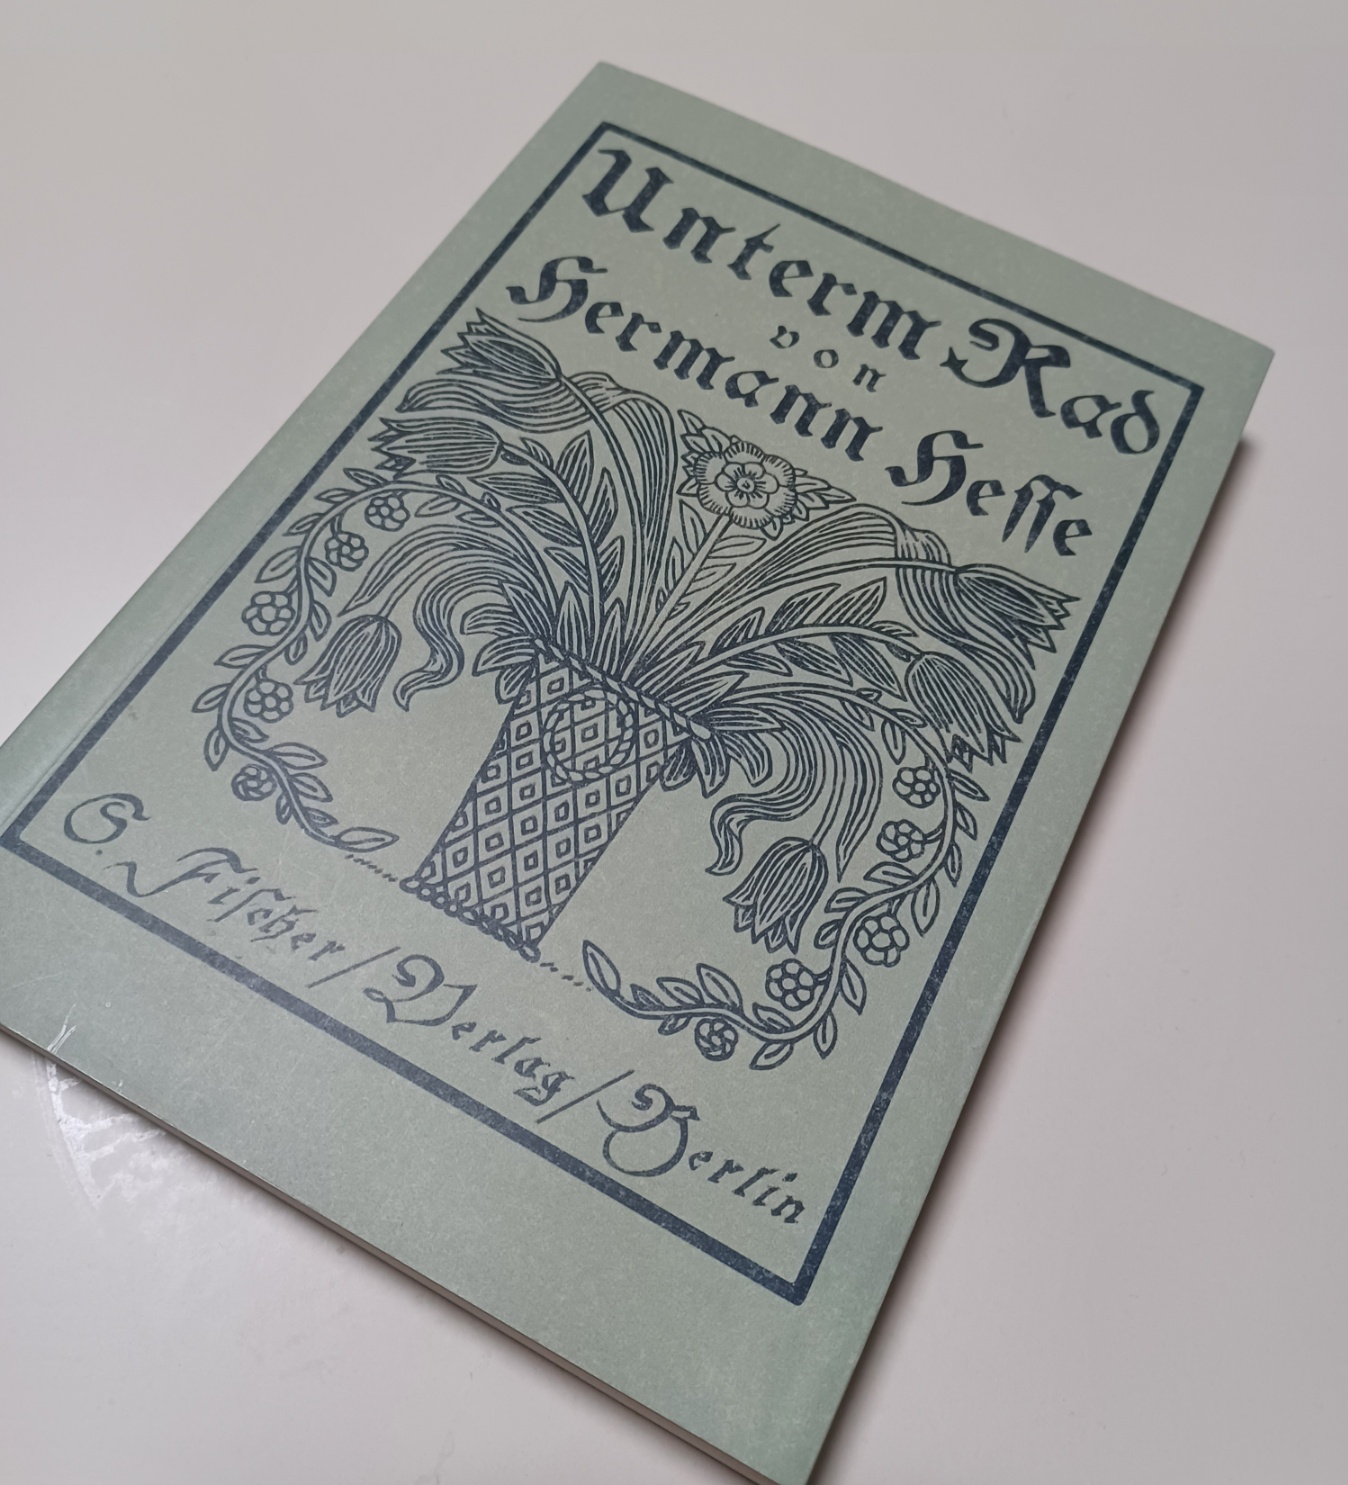 Unterm Rad
von
Hermann Hesse
S. Fischer / Verlag / Berlin